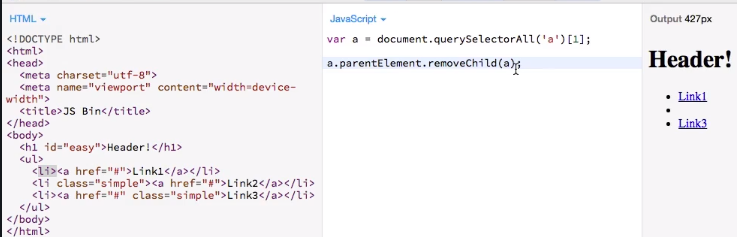 HTML
<!DOCTYPE html>
<html>
<head>
<meta charset="utf-8">
<meta name="viewport" content="width=device-
width">
<title>JS Bin</title>
</head>
<body>
<h1 id="easy">Header!</h1>
<ul>
<li><a href="#">Link1</a></li>
<li class="simple"><a href="#">Link2</a></li>
<li><a href="#" class="simple">Link3</a></li>
</ul>
</body>
</html>
JavaScript
var a = document.querySelectorAll('a')[1];
a.parentElement.removeChild(a);
Output 427px
Header!
Link1
Link3